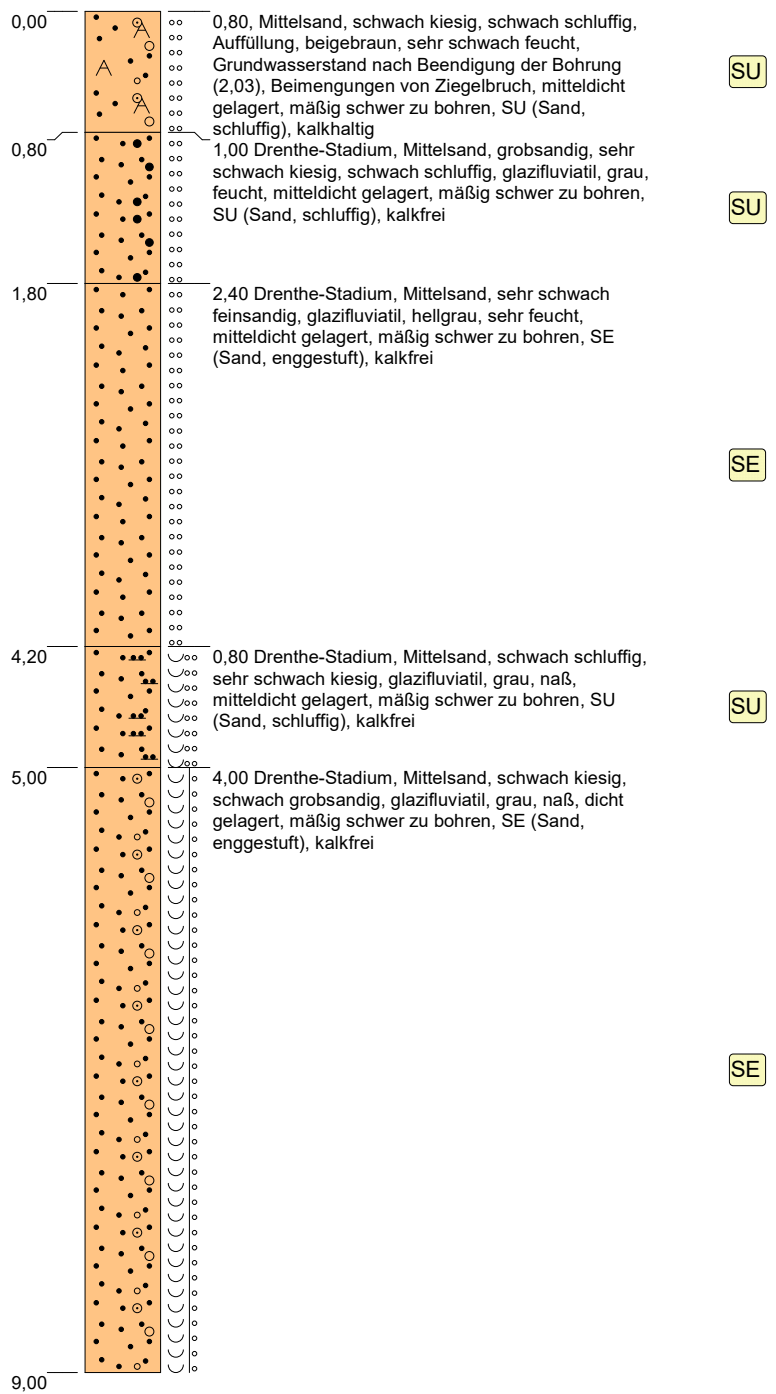 0,00
0,80, Mittelsand, schwach kiesig, schwach schluffig,
Auffüllung, beigebraun, sehr schwach feucht,
Grundwasserstand nach Beendigung der Bohrung
(2,03), Beimengungen von Ziegelbruch, mitteldicht
gelagert, mäßig schwer zu bohren, SU (Sand,
schluffig), kalkhaltig
SU
0,80
1,00 Drenthe-Stadium, Mittelsand, grobsandig, sehr
schwach kiesig, schwach schluffig, glazifluviatil, grau,
feucht, mitteldicht gelagert, mäßig schwer zu bohren,
SU (Sand, schluffig), kalkfrei
SU
1,80
2,40 Drenthe-Stadium, Mittelsand, sehr schwach
feinsandig, glazifluviatil, hellgrau, sehr feucht,
mitteldicht gelagert, mäßig schwer zu bohren, SE
(Sand, enggestuft), kalkfrei
SE
4,20
0,80 Drenthe-Stadium, Mittelsand, schwach schluffig,
sehr schwach kiesig, glazifluviatil, grau, naß,
mitteldicht gelagert, mäßig schwer zu bohren, SU
(Sand, schluffig), kalkfrei
SU
5,00
4,00 Drenthe-Stadium, Mittelsand, schwach kiesig,
schwach grobsandig, glazifluviatil, grau, naß, dicht
gelagert, mäßig schwer zu bohren, SE (Sand,
enggestuft), kalkfrei
SE
9,00